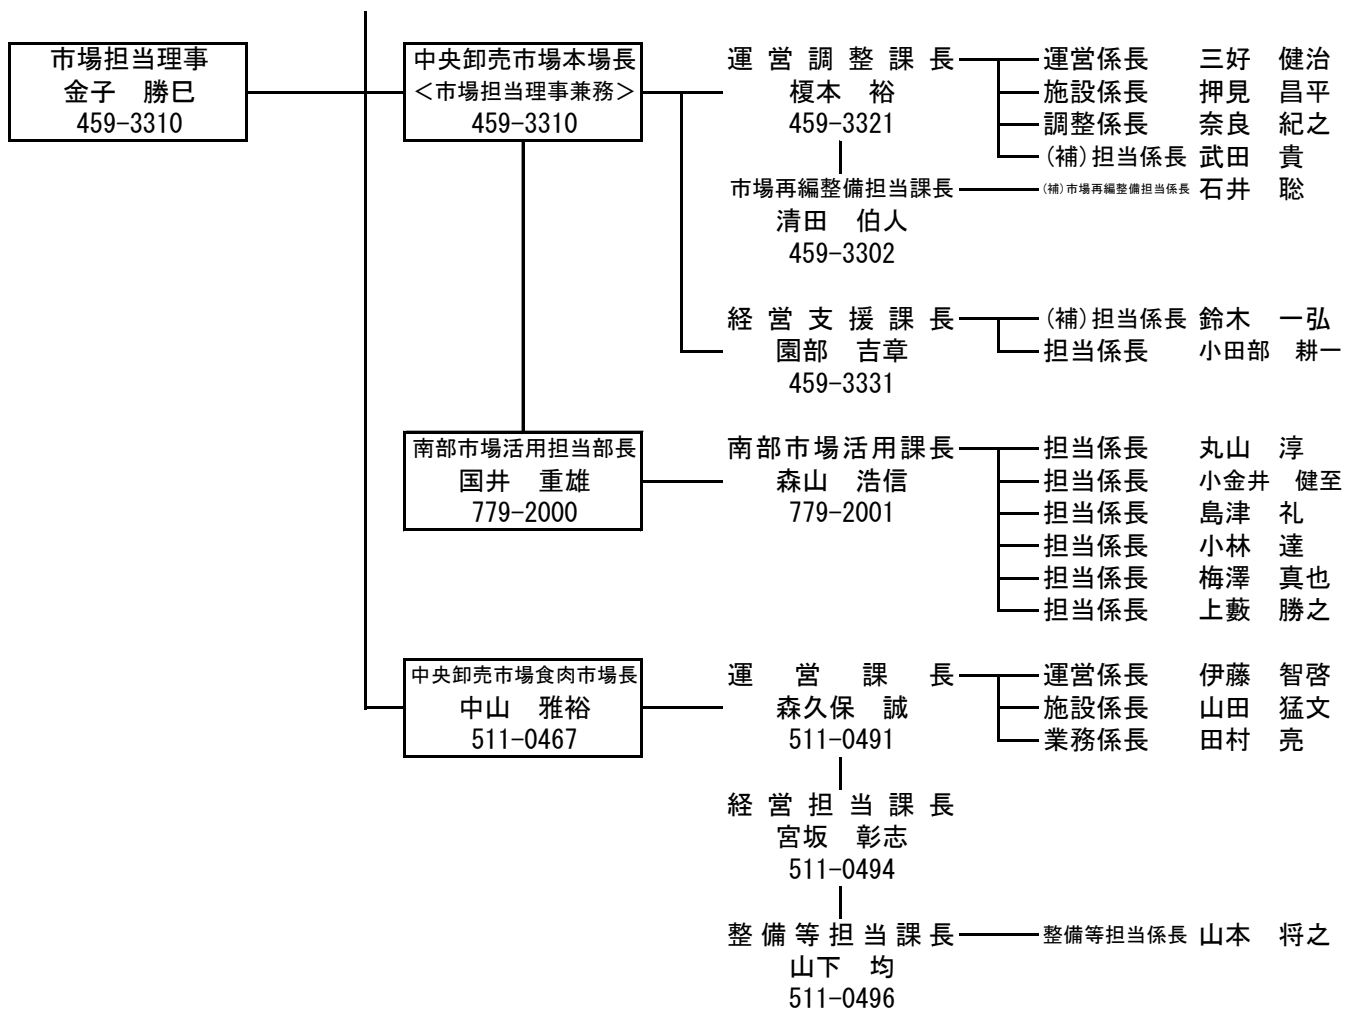 市場担当理事
金子　勝巳
459-3310
中央卸売市場本場長
＜市場担当理事兼務＞
459-3310
運営調整課長
榎本　裕
459-3321
運営係長　三好　健治
施設係長　押見　昌平
調整係長　奈良　紀之
(補)担当係長　武田　貴
市場再編整備担当課長
清田　伯人
459-3302
(補)市場再編整備担当係長　石井　聡
経営支援課長
園部　吉章
459-3331
(補)担当係長　鈴木　一弘
担当係長　小田部　耕一
南部市場活用担当部長
国井　重雄
779-2000
南部市場活用課長
森山　浩信
779-2001
担当係長　丸山　淳
担当係長　小金井　健至
担当係長　島津　礼
担当係長　小林　達
担当係長　梅澤　真也
担当係長　上藪　勝之
中央卸売市場食肉市場長
中山　雅裕
511-0467
運営課長
森久保　誠
511-0491
運営係長　伊藤　智啓
施設係長　山田　猛文
業務係長　田村　亮
経営担当課長
宮坂　彰志
511-0494
整備等担当課長
山下　均
511-0496
整備等担当係長　山本　将之